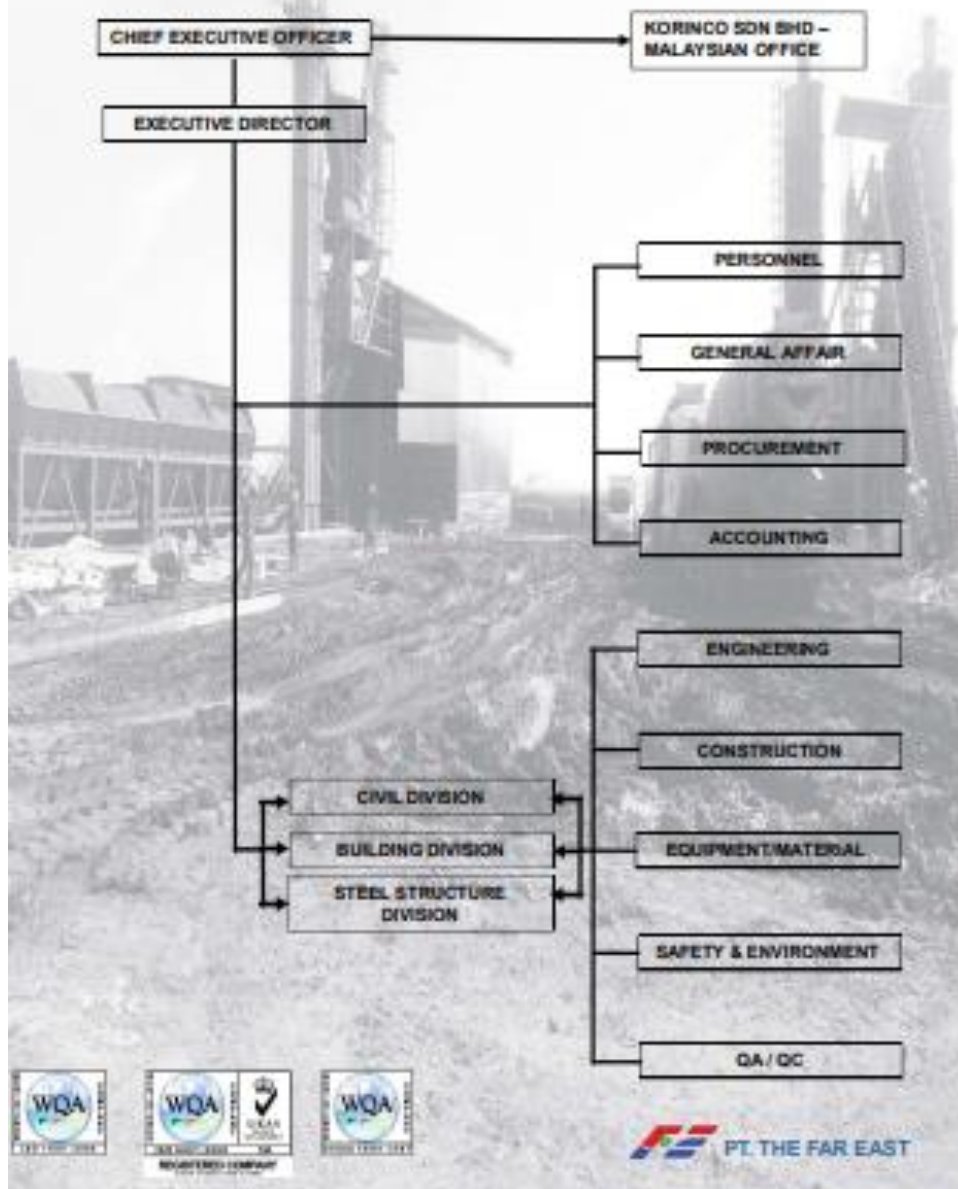 CHIEF EXECUTIVE OFFICER
KORINCO SDN BHD –
MALAYSIAN OFFICE
EXECUTIVE DIRECTOR
PERSONNEL
GENERAL AFFAIR
PROCUREMENT
ACCOUNTING
ENGINEERING
CONSTRUCTION
CIVIL DIVISION
BUILDING DIVISION
EQUIPMENT/MATERIAL
STEEL STRUCTURE
DIVISION
SAFETY & ENVIRONMENT
QA / QC
WQA
WQA
UKAS
WQA
REGISTERED COMPANY
PT. THE FAR EAST